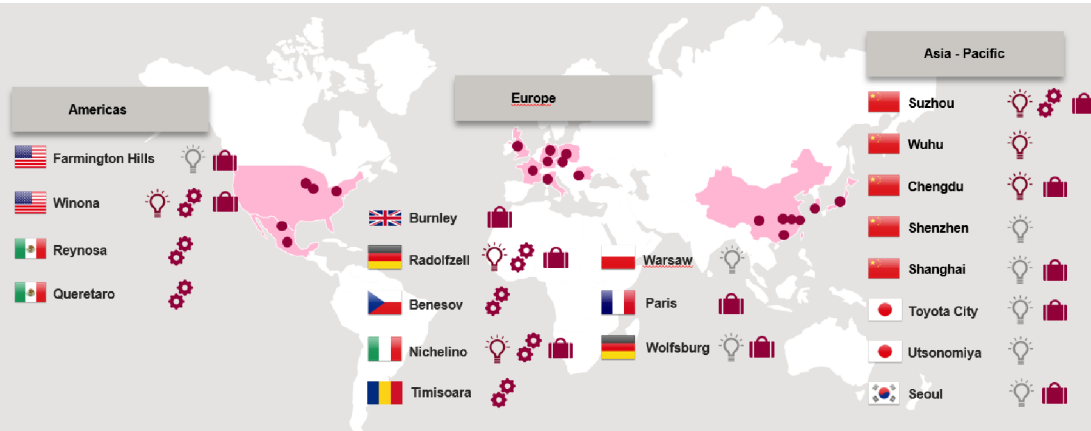 Americas
Farmington Hills
Winona
Reynosa
Queretaro
Europe
Burnley
Radolfzell
Benesov
Nichelino
Timisoara
Warsaw
Paris
Wolfsburg
Asia - Pacific
Suzhou
Wuhu
Chengdu
Shenzhen
Shanghai
Toyota City
Utsonomiya
Seoul